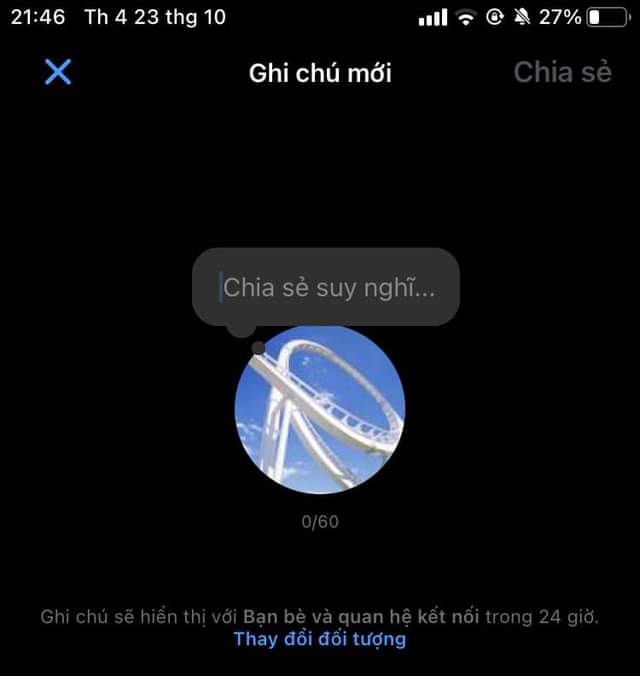 21:46 Th 4 23 thg 10 27%
Ghi chú mới Chia sẻ
Chia sẻ suy nghĩ...
0/60
Ghi chú sẽ hiển thị với Bạn bè và quan hệ kết nối trong 24 giờ.
Thay đổi đối tượng